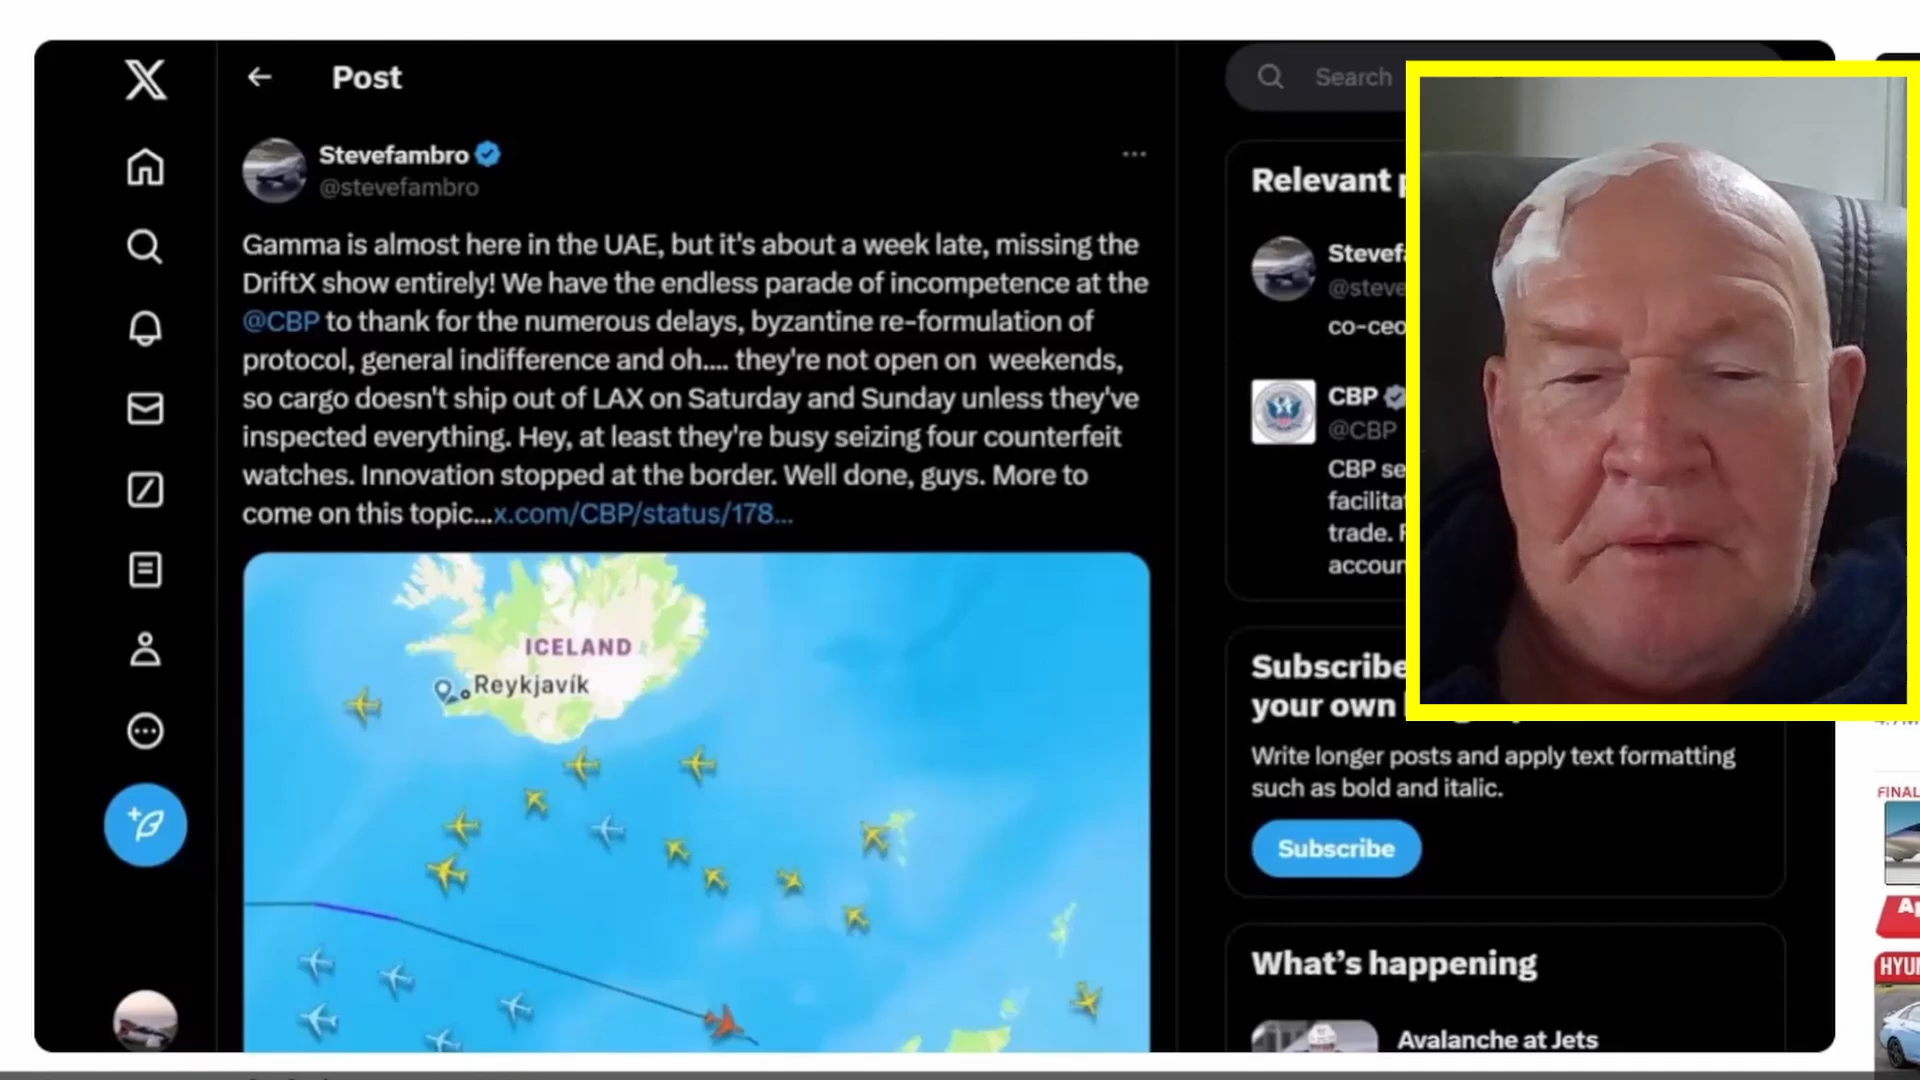 Post
Search
Stevefambro
@stevefambro
Gamma is almost here in the UAE, but it's about a week late, missing the
DriftX show entirely! We have the endless parade of incompetence at the
@CBP to thank for the numerous delays, byzantine re-formulation of
protocol, general indifference and oh.... they're not open on  weekends,
so cargo doesn't ship out of LAX on Saturday and Sunday unless they've
inspected everything. Hey, at least they're busy seizing four counterfeit
watches. Innovation stopped at the border. Well done, guys. More to
come on this topic...x.com/CBP/status/178...
ICELAND
Reykjavík
Relevant
Stevef
@steve
co-ceo
CBP
@CBP
CBP se
facilitat
trade. F
accoun
Subscribe
your own
Write longer posts and apply text formatting
such as bold and italic.
Subscribe
What's happening
Avalanche at Jets
FINAL
HYUN